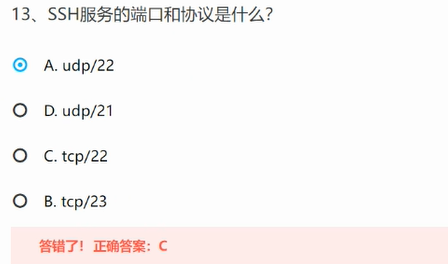 13、SSH服务的端口和协议是什么?
A. udp/22
D. udp/21
C. tcp/22
B. tcp/23
答错了！正确答案：C